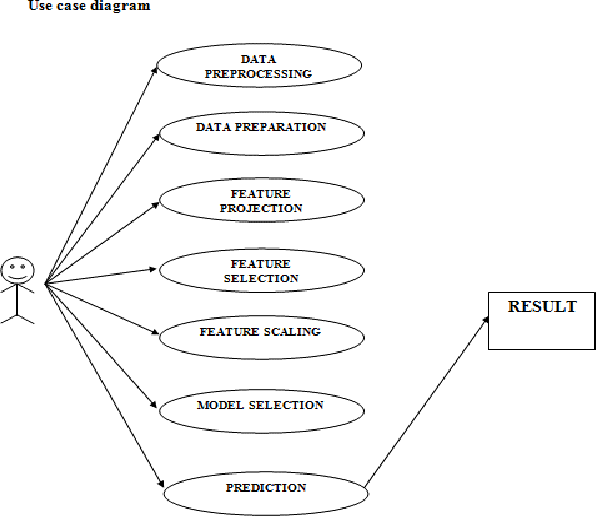 Use case diagram
DATA
PREPROCESSING
DATA PREPARATION
FEATURE
PROJECTION
FEATURE
SELECTION
RESULT
FEATURE SCALING
MODEL SELECTION
PREDICTION